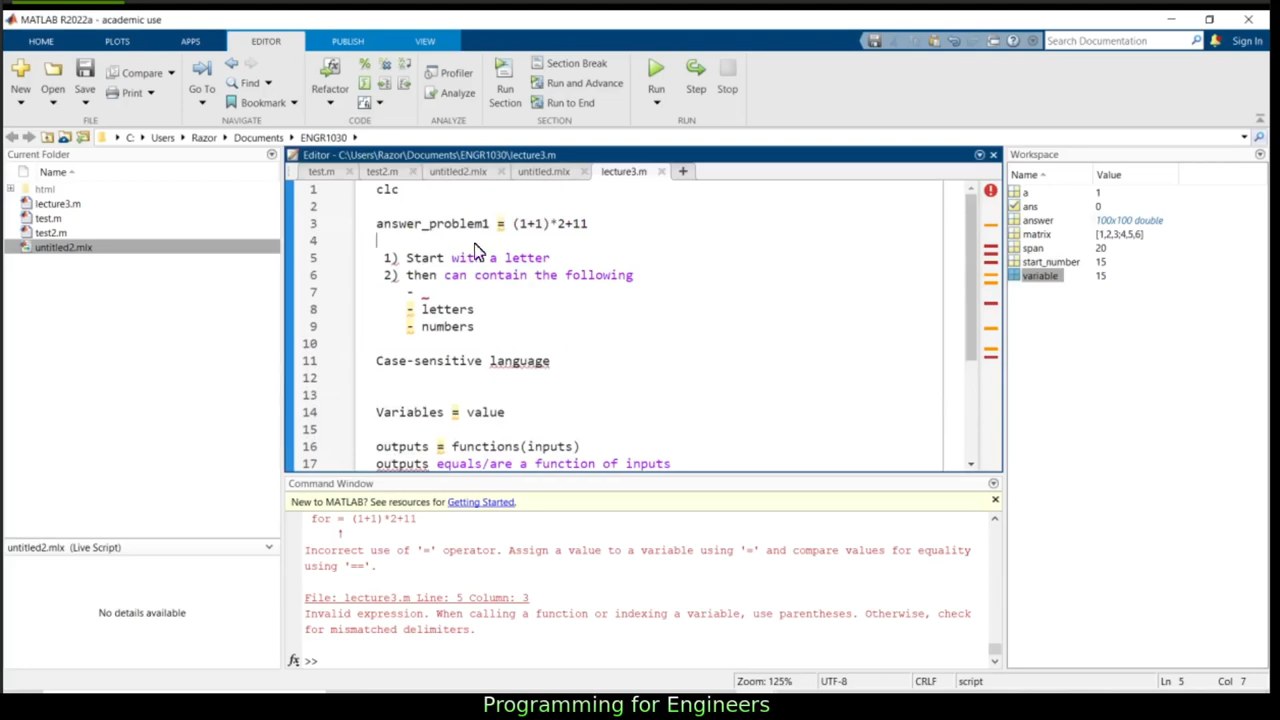 MATLAB R2022a - academic use
HOME PLOTS APPS EDITOR PUBLISH VIEW
Search Documentation
Sign In
New
Open
Save
Compare
Print
FILE
Go To
Find
Bookmark
NAVIGATE
Refactor
CODE
Profiler
Analyze
ANALYZE
Run
Section
Section Break
Run and Advance
Run to End
SECTION
Run
Step
Stop
RUN
C: Users Razor Documents ENGR1030
Current Folder
Name
html
lecture3.m
test.m
test2.m
untitled2.mlx
untitled2.mlx (Live Script)
No details available
Editor - C:\Users\Razor\Documents\ENGR1030\lecture3.m
test.m test2.m untitled2.mlx untitled.mlx lecture3.m
1 clc
2
3 answer_problem1 = (1+1)*2+11
4
5 1) Start with a letter
6 2) then can contain the following
7 - _
8 - letters
9 - numbers
10
11 Case-sensitive language
12
13
14 Variables = value
15
16 outputs = functions(inputs)
17 outputs equals/are a function of inputs
Command Window
New to MATLAB? See resources for Getting Started.
for = (1+1)*2+11
↑
Incorrect use of '=' operator. Assign a value to a variable using '=' and compare values for equality
using '=='.
File: lecture3.m Line: 5 Column: 3
Invalid expression. When calling a function or indexing a variable, use parentheses. Otherwise, check
for mismatched delimiters.
fx >>
Workspace
Name Value
a 1
ans 0
answer 100x100 double
matrix [1,2,3;4,5,6]
span 20
start_number 15
variable 15
Zoom: 125% UTF-8 CRLF script Ln 5 Col 7
Programming for Engineers